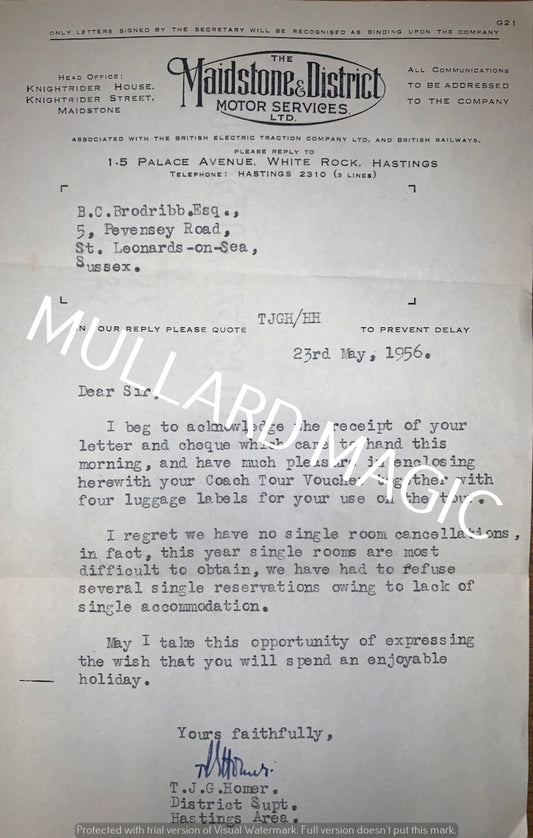 G21
ONLY LETTERS SIGNED BY THE SECRETARY WILL BE RECOGNISED AS BINDING UPON THE COMPANY
HEAD OFFICE:
KNIGHTRIDER HOUSE,
KNIGHTRIDER STREET,
MAIDSTONE
THE
Maidstone & District
MOTOR SERVICES
LTD.
ALL COMMUNICATIONS
TO BE ADDRESSED
TO THE COMPANY
ASSOCIATED WITH THE BRITISH ELECTRIC TRACTION COMPANY LTD. AND BRITISH RAILWAYS.
PLEASE REPLY TO
1-5 PALACE AVENUE, WHITE ROCK, HASTINGS
TELEPHONE: HASTINGS 2310 (3 LINES)
B.C.Brodribb.Esq.,
5, Pevensey Road,
St. Leonards-on-Sea,
Sussex.
IN YOUR REPLY PLEASE QUOTE TJGH/HH TO PREVENT DELAY
23rd May, 1956.
Dear Sir,
I beg to acknowledge the receipt of your
letter and cheque which came to hand this
morning, and have much pleasure in enclosing
herewith your Coach Tour Voucher together with
four luggage labels for your use on the tour.
I regret we have no single room cancellations,
in fact, this year single rooms are most
difficult to obtain, we have had to refuse
several single reservations owing to lack of
single accommodation.
May I take this opportunity of expressing
the wish that you will spend an enjoyable
holiday.
Yours faithfully,
T.J.G.Homer.
District Supt.
Hastings Area.
MULLARD MAGIC
Protected with trial version of Visual Watermark. Full version doesn't put this mark.